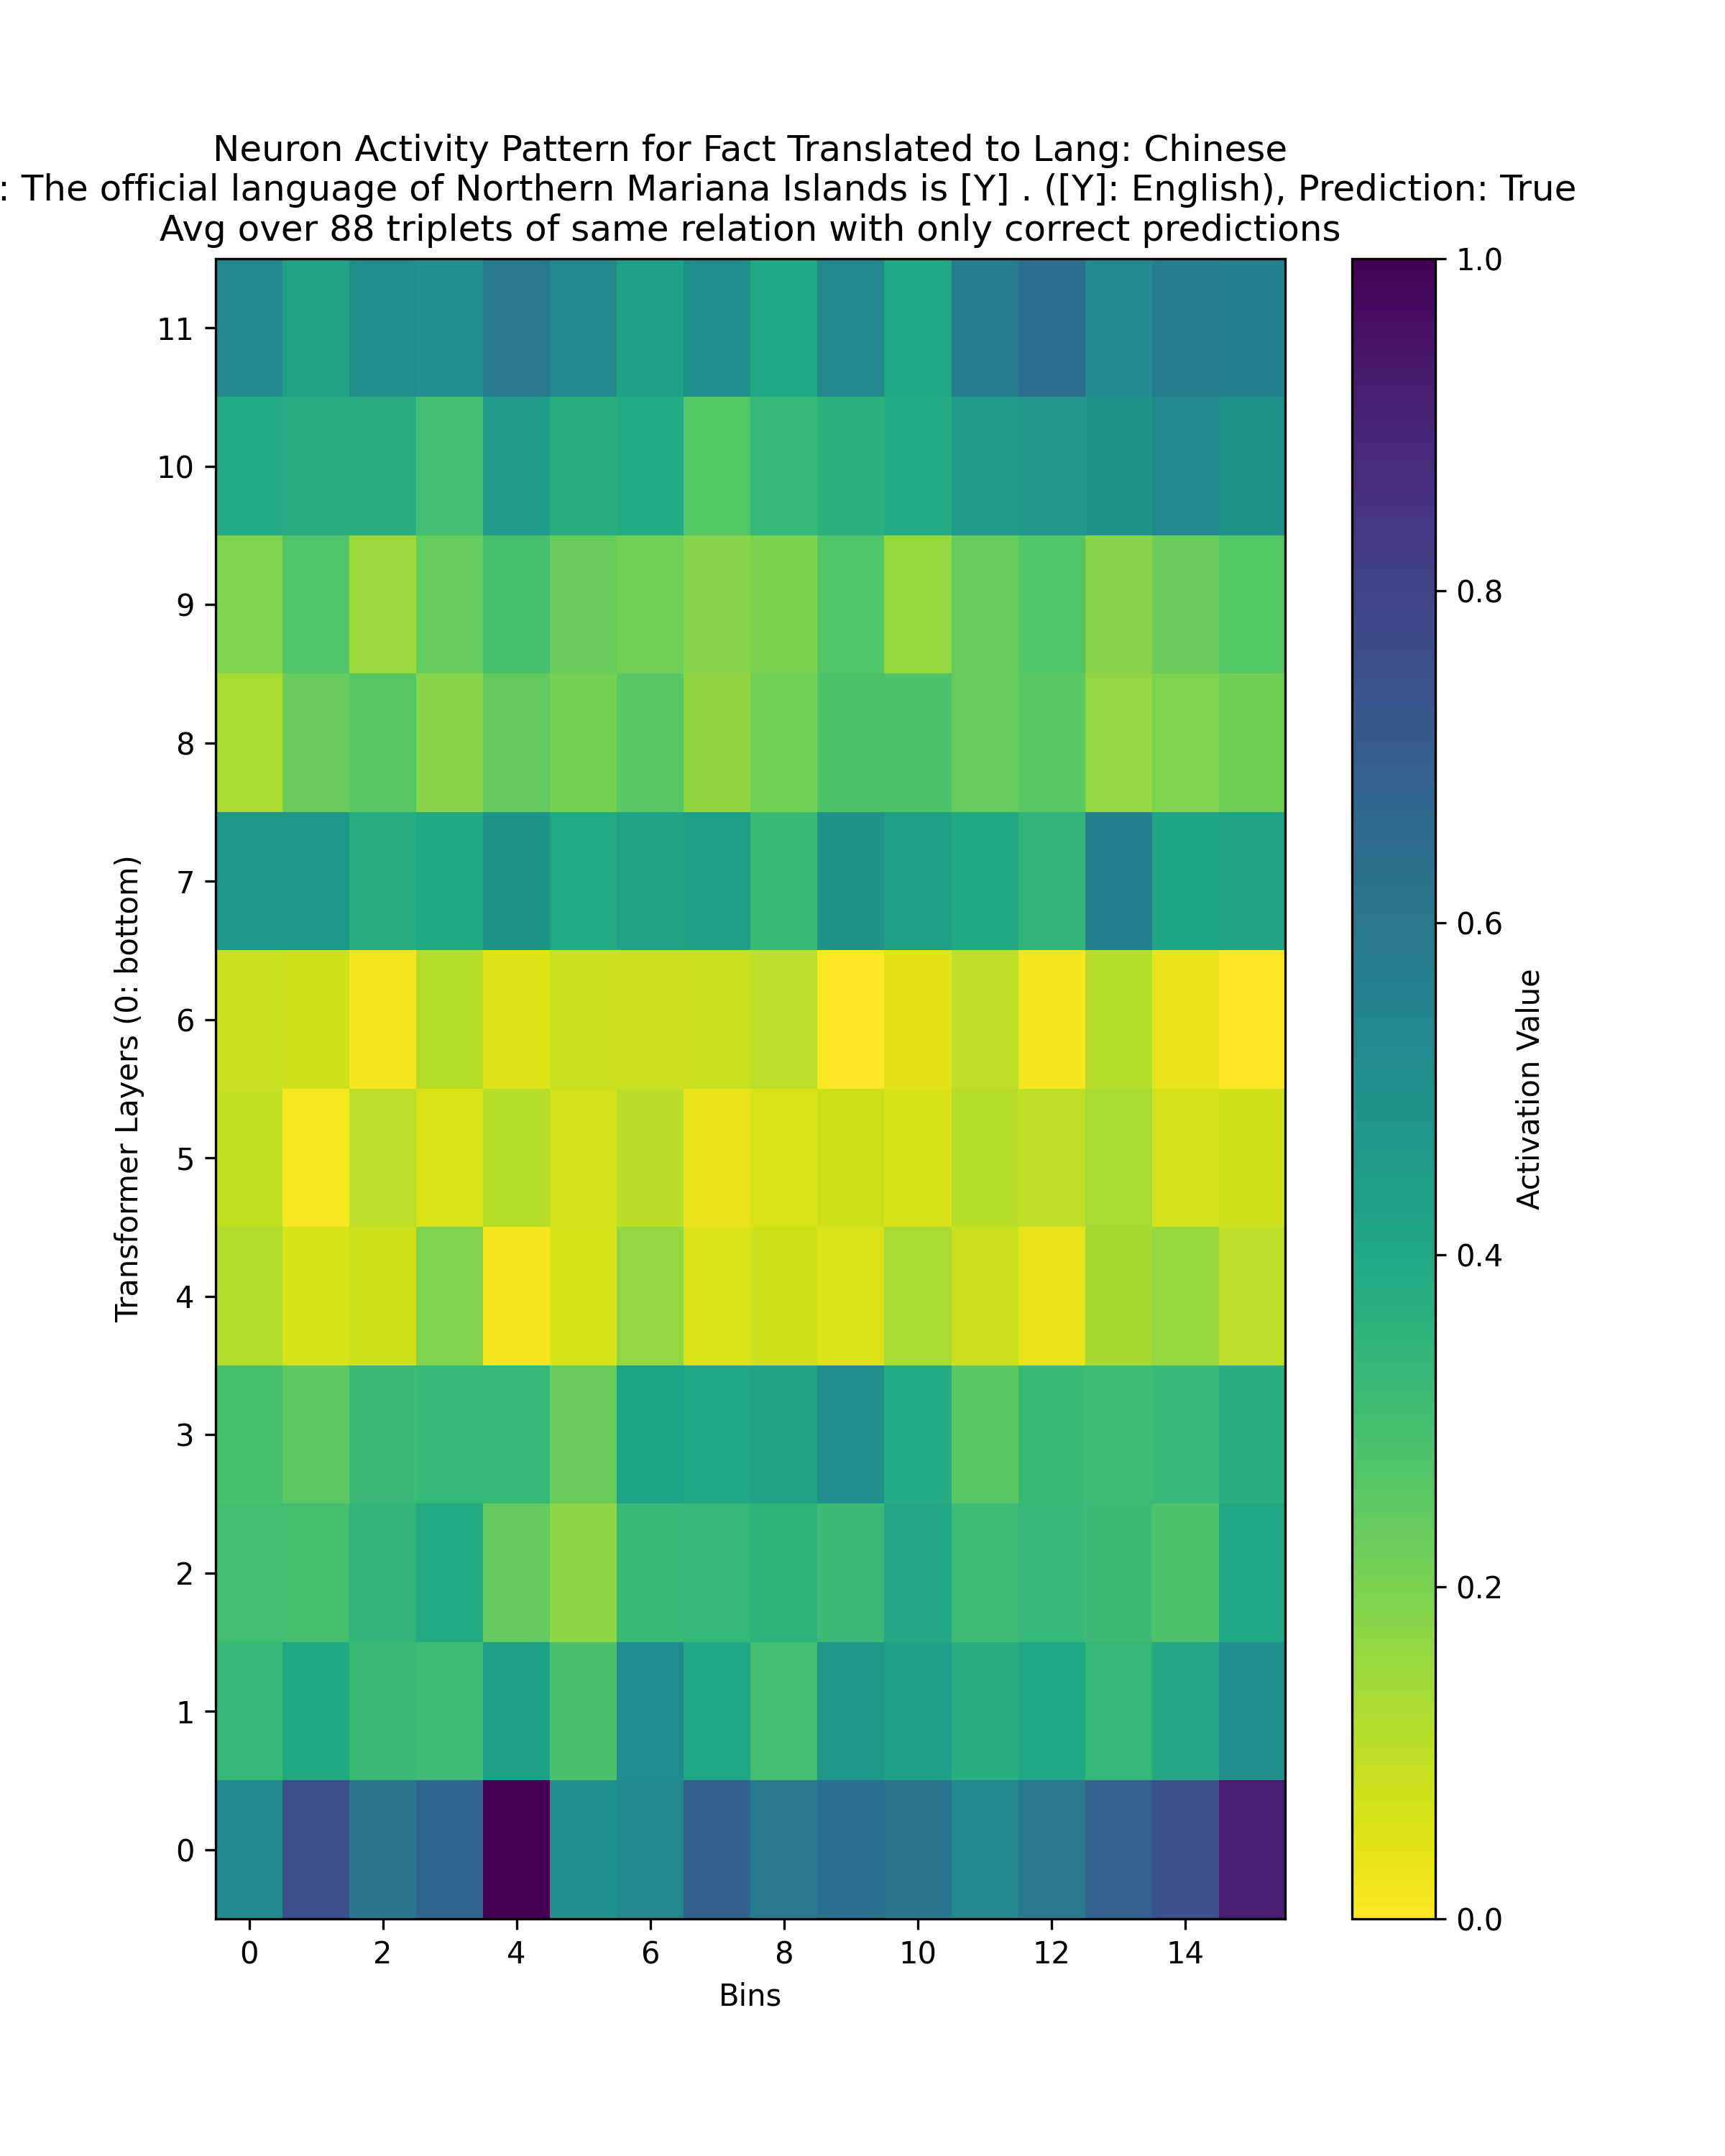 Neuron Activity Pattern for Fact Translated to Lang: Chinese
: The official language of Northern Mariana Islands is [Y] . ([Y]: English), Prediction: True
Avg over 88 triplets of same relation with only correct predictions
1.0
0.8
0.6
0.4
0.2
0.0
Activation Value
Transformer Layers (0: bottom)
11
10
9
8
7
6
5
4
3
2
1
0
0 2 4 6 8 10 12 14
Bins